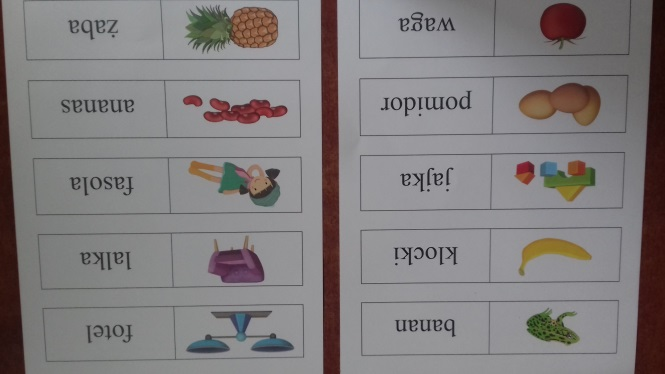 banan
klocki
jajka
pomidor
waga
fotel
lalka
fasola
ananas
żaba